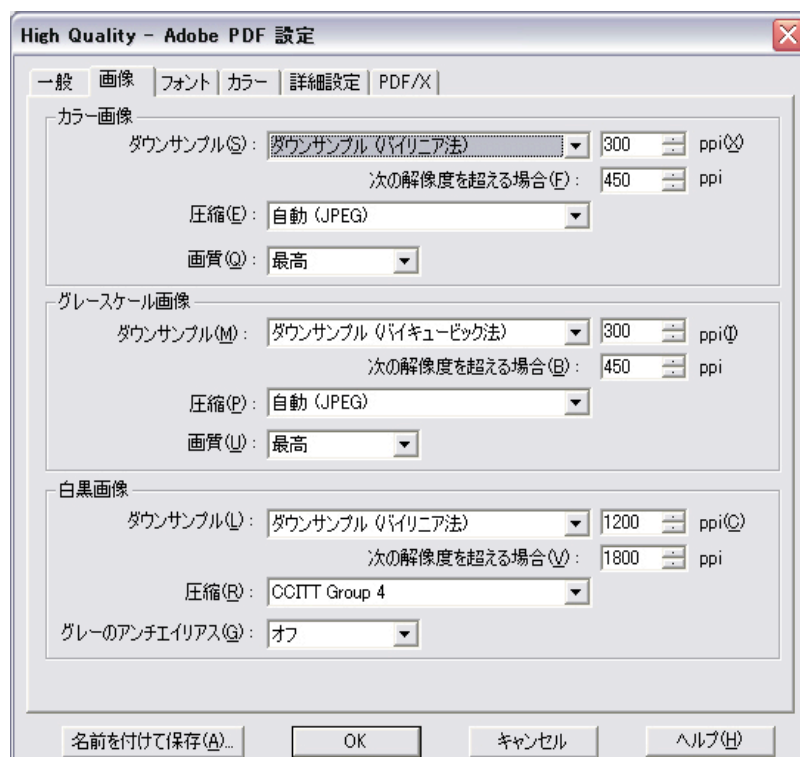 High Quality - Adobe PDF 設定
一般 画像 フォント カラー 詳細設定 PDF/X
カラー画像
ダウンサンプル(S): ダウンサンプル (バイリニア法) 300 ppi(X)
次の解像度を超える場合(F): 450 ppi
圧縮(E): 自動 (JPEG)
画質(Q): 最高
グレースケール画像
ダウンサンプル(M): ダウンサンプル (バイキュービック法) 300 ppi(I)
次の解像度を超える場合(B): 450 ppi
圧縮(P): 自動 (JPEG)
画質(U): 最高
白黒画像
ダウンサンプル(L): ダウンサンプル (バイリニア法) 1200 ppi(C)
次の解像度を超える場合(V): 1800 ppi
圧縮(R): CCITT Group 4
グレーのアンチエイリアス(G): オフ
名前を付けて保存(A)... OK キャンセル ヘルプ(H)